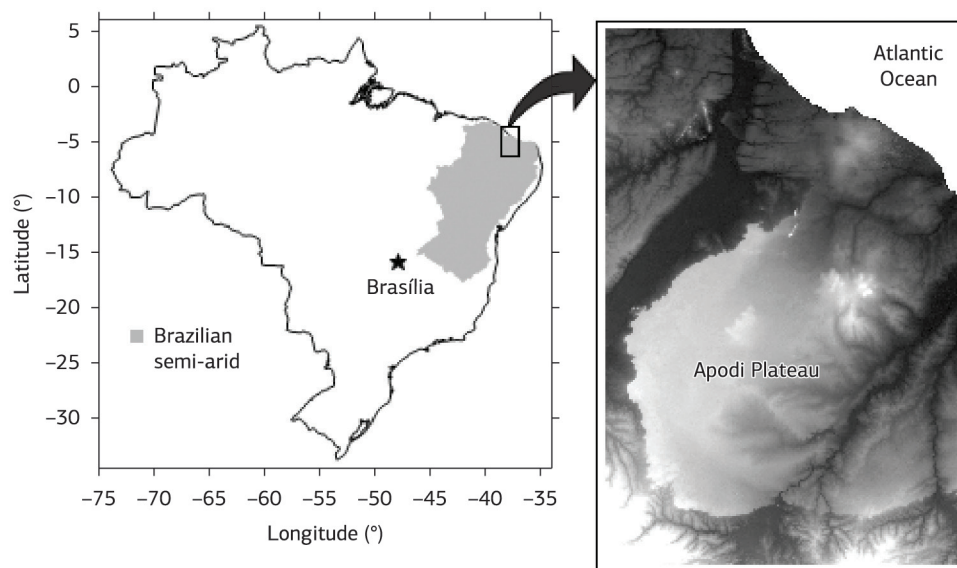 5
0
–5
–10
–15
–20
–25
–30
Latitude (°)
–75
–70
–65
–60
–55
–50
–45
–40
–35
Longitude (°)
Brasília
Brazilian
semi-arid
Atlantic
Ocean
Apodi Plateau